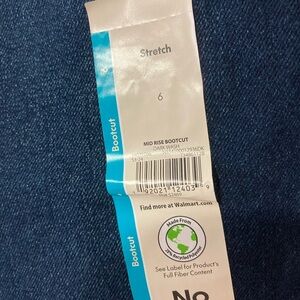 Stretch
6
Bootcut
MID RISE BOOTCUT
DARK WASH
Find more at Walmart.com
Made From
Bootcut
See Label for Product's
Full Fiber Content
No